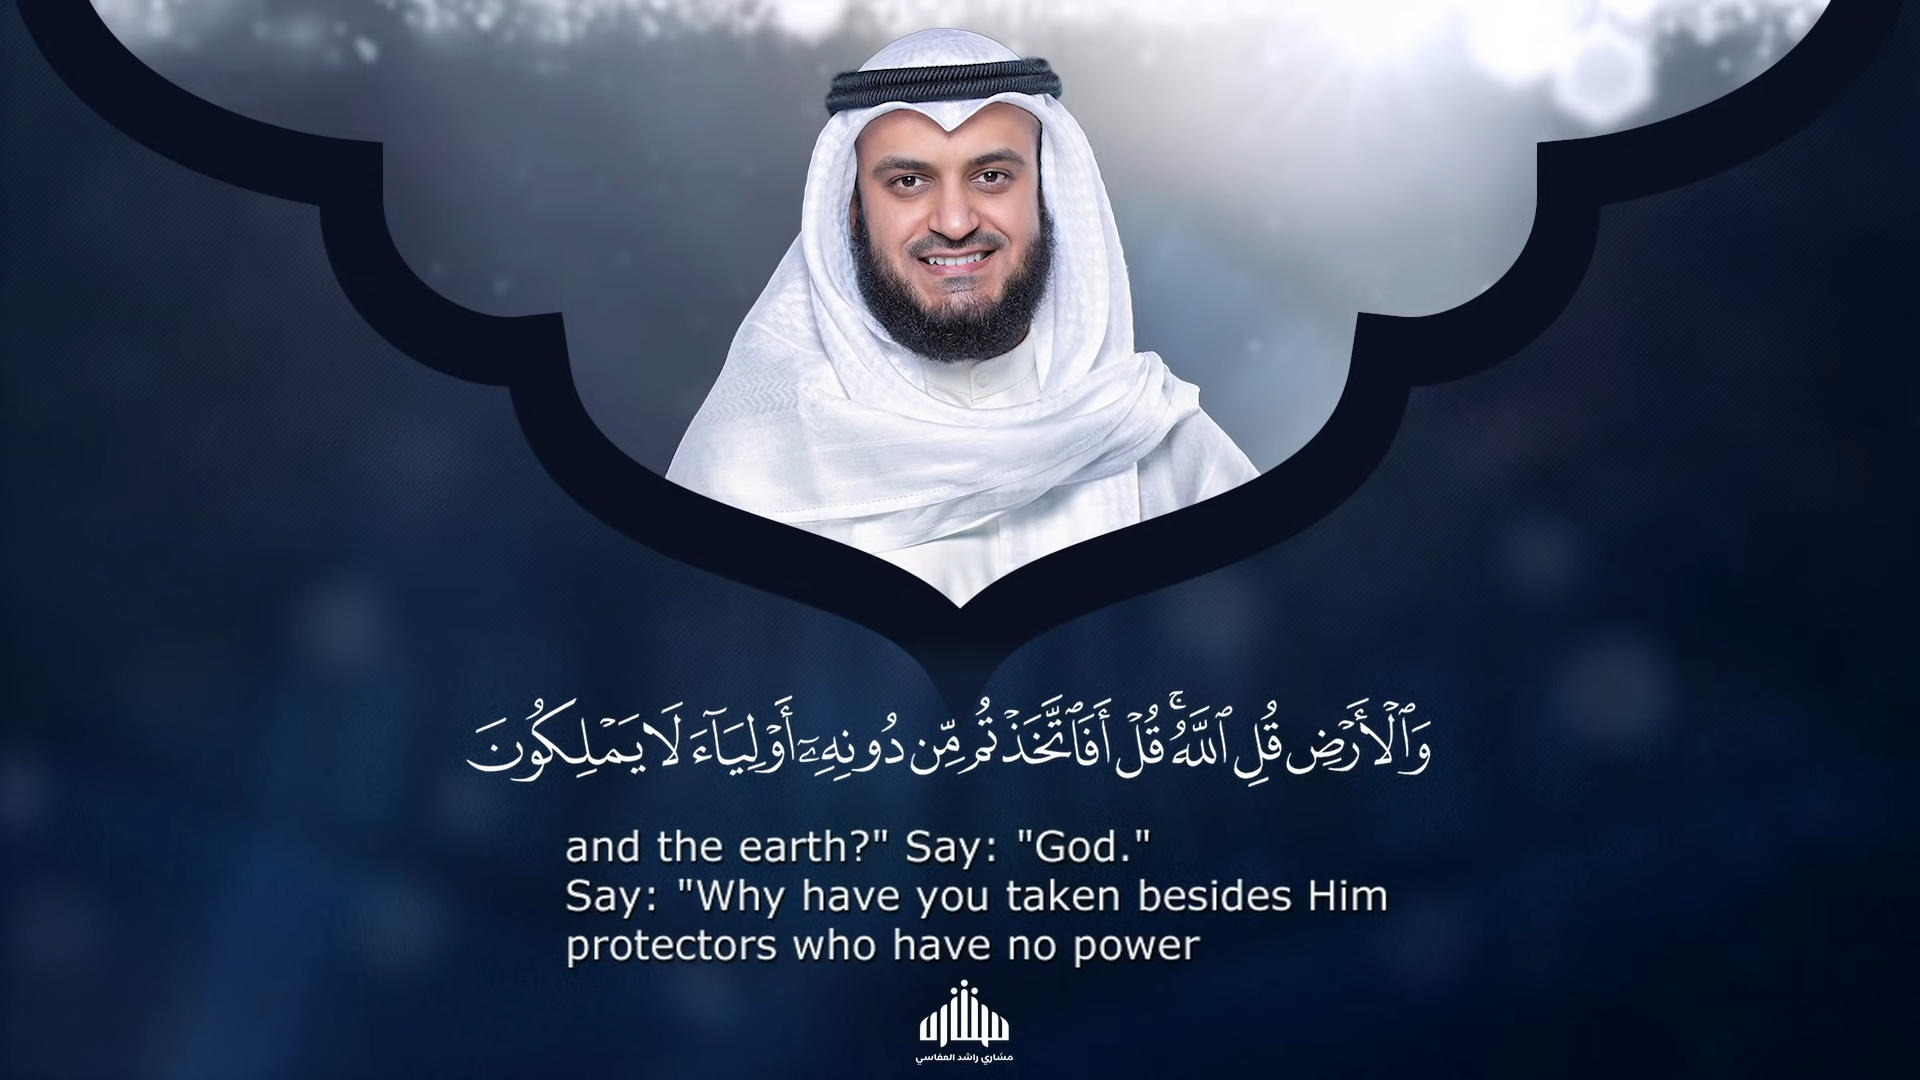 وَٱلْأَرْضِ قُلِ ٱللَّهُ ۚ قُلْ أَفَٱتَّخَذْتُم مِّن دُونِهِۦٓ أَوْلِيَآءَ لَا يَمْلِكُونَ
and the earth?" Say: "God."
Say: "Why have you taken besides Him
protectors who have no power
مشاري
مشاري راشد العفاسي